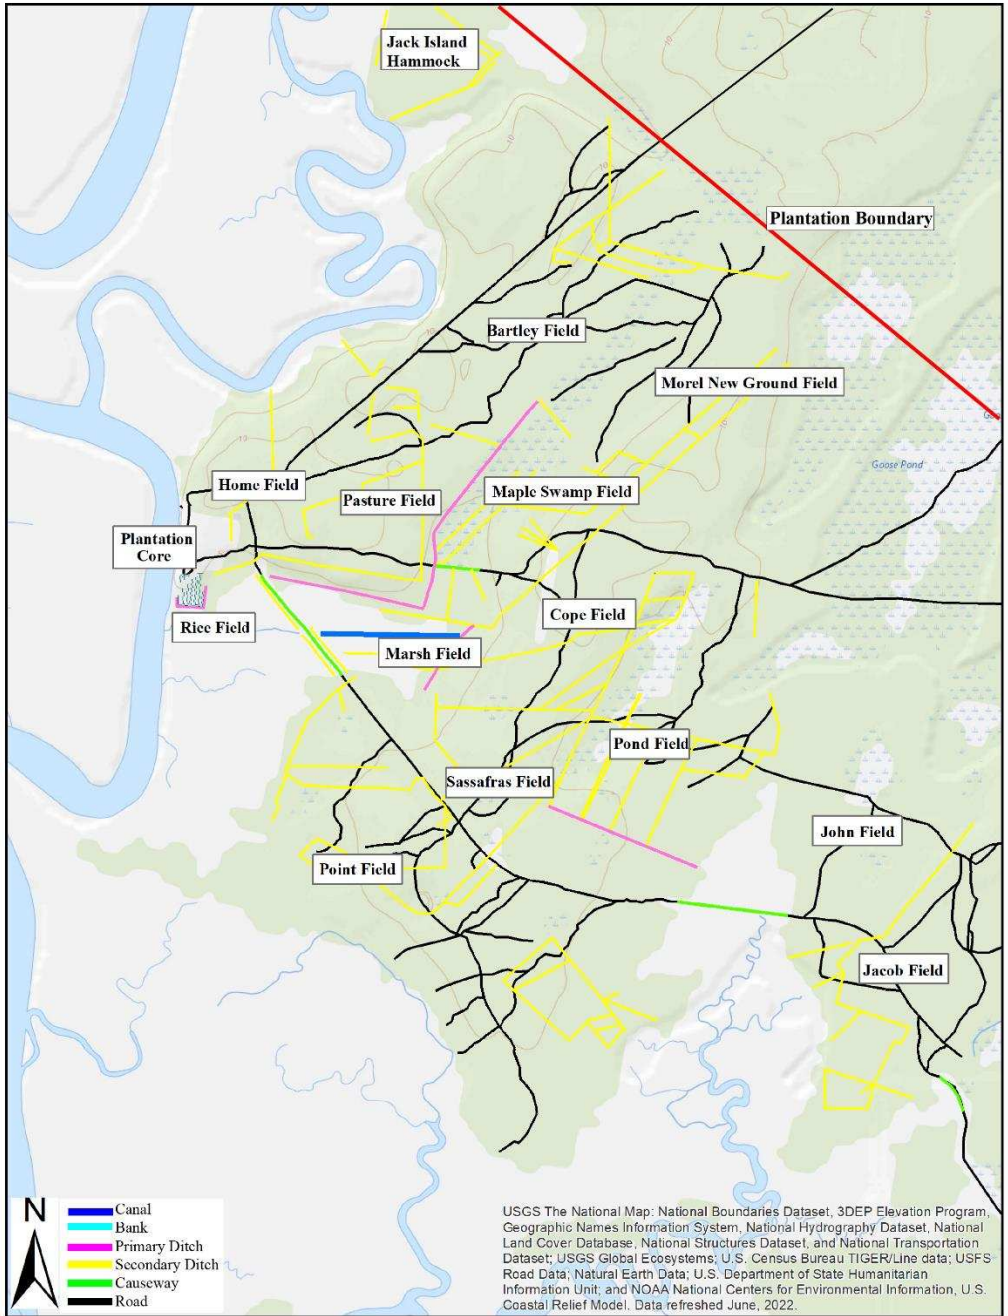 Jack Island
Hammock
Plantation Boundary
Bartley Field
Morel New Ground Field
Goose Pond
Home Field
Pasture Field
Maple Swamp Field
Plantation
Core
Rice Field
Cope Field
Marsh Field
Pond Field
Sassafras Field
John Field
Point Field
Jacob Field
N
Canal
Bank
Primary Ditch
Secondary Ditch
Causeway
Road
USGS The National Map: National Boundaries Dataset, 3DEP Elevation Program,
Geographic Names Information System, National Hydrography Dataset, National
Land Cover Database, National Structures Dataset, and National Transportation
Dataset; USGS Global Ecosystems; U.S. Census Bureau TIGER/Line data; USFS
Road Data; Natural Earth Data; U.S. Department of State Humanitarian
Information Unit; and NOAA National Centers for Environmental Information, U.S.
Coastal Relief Model. Data refreshed June, 2022.